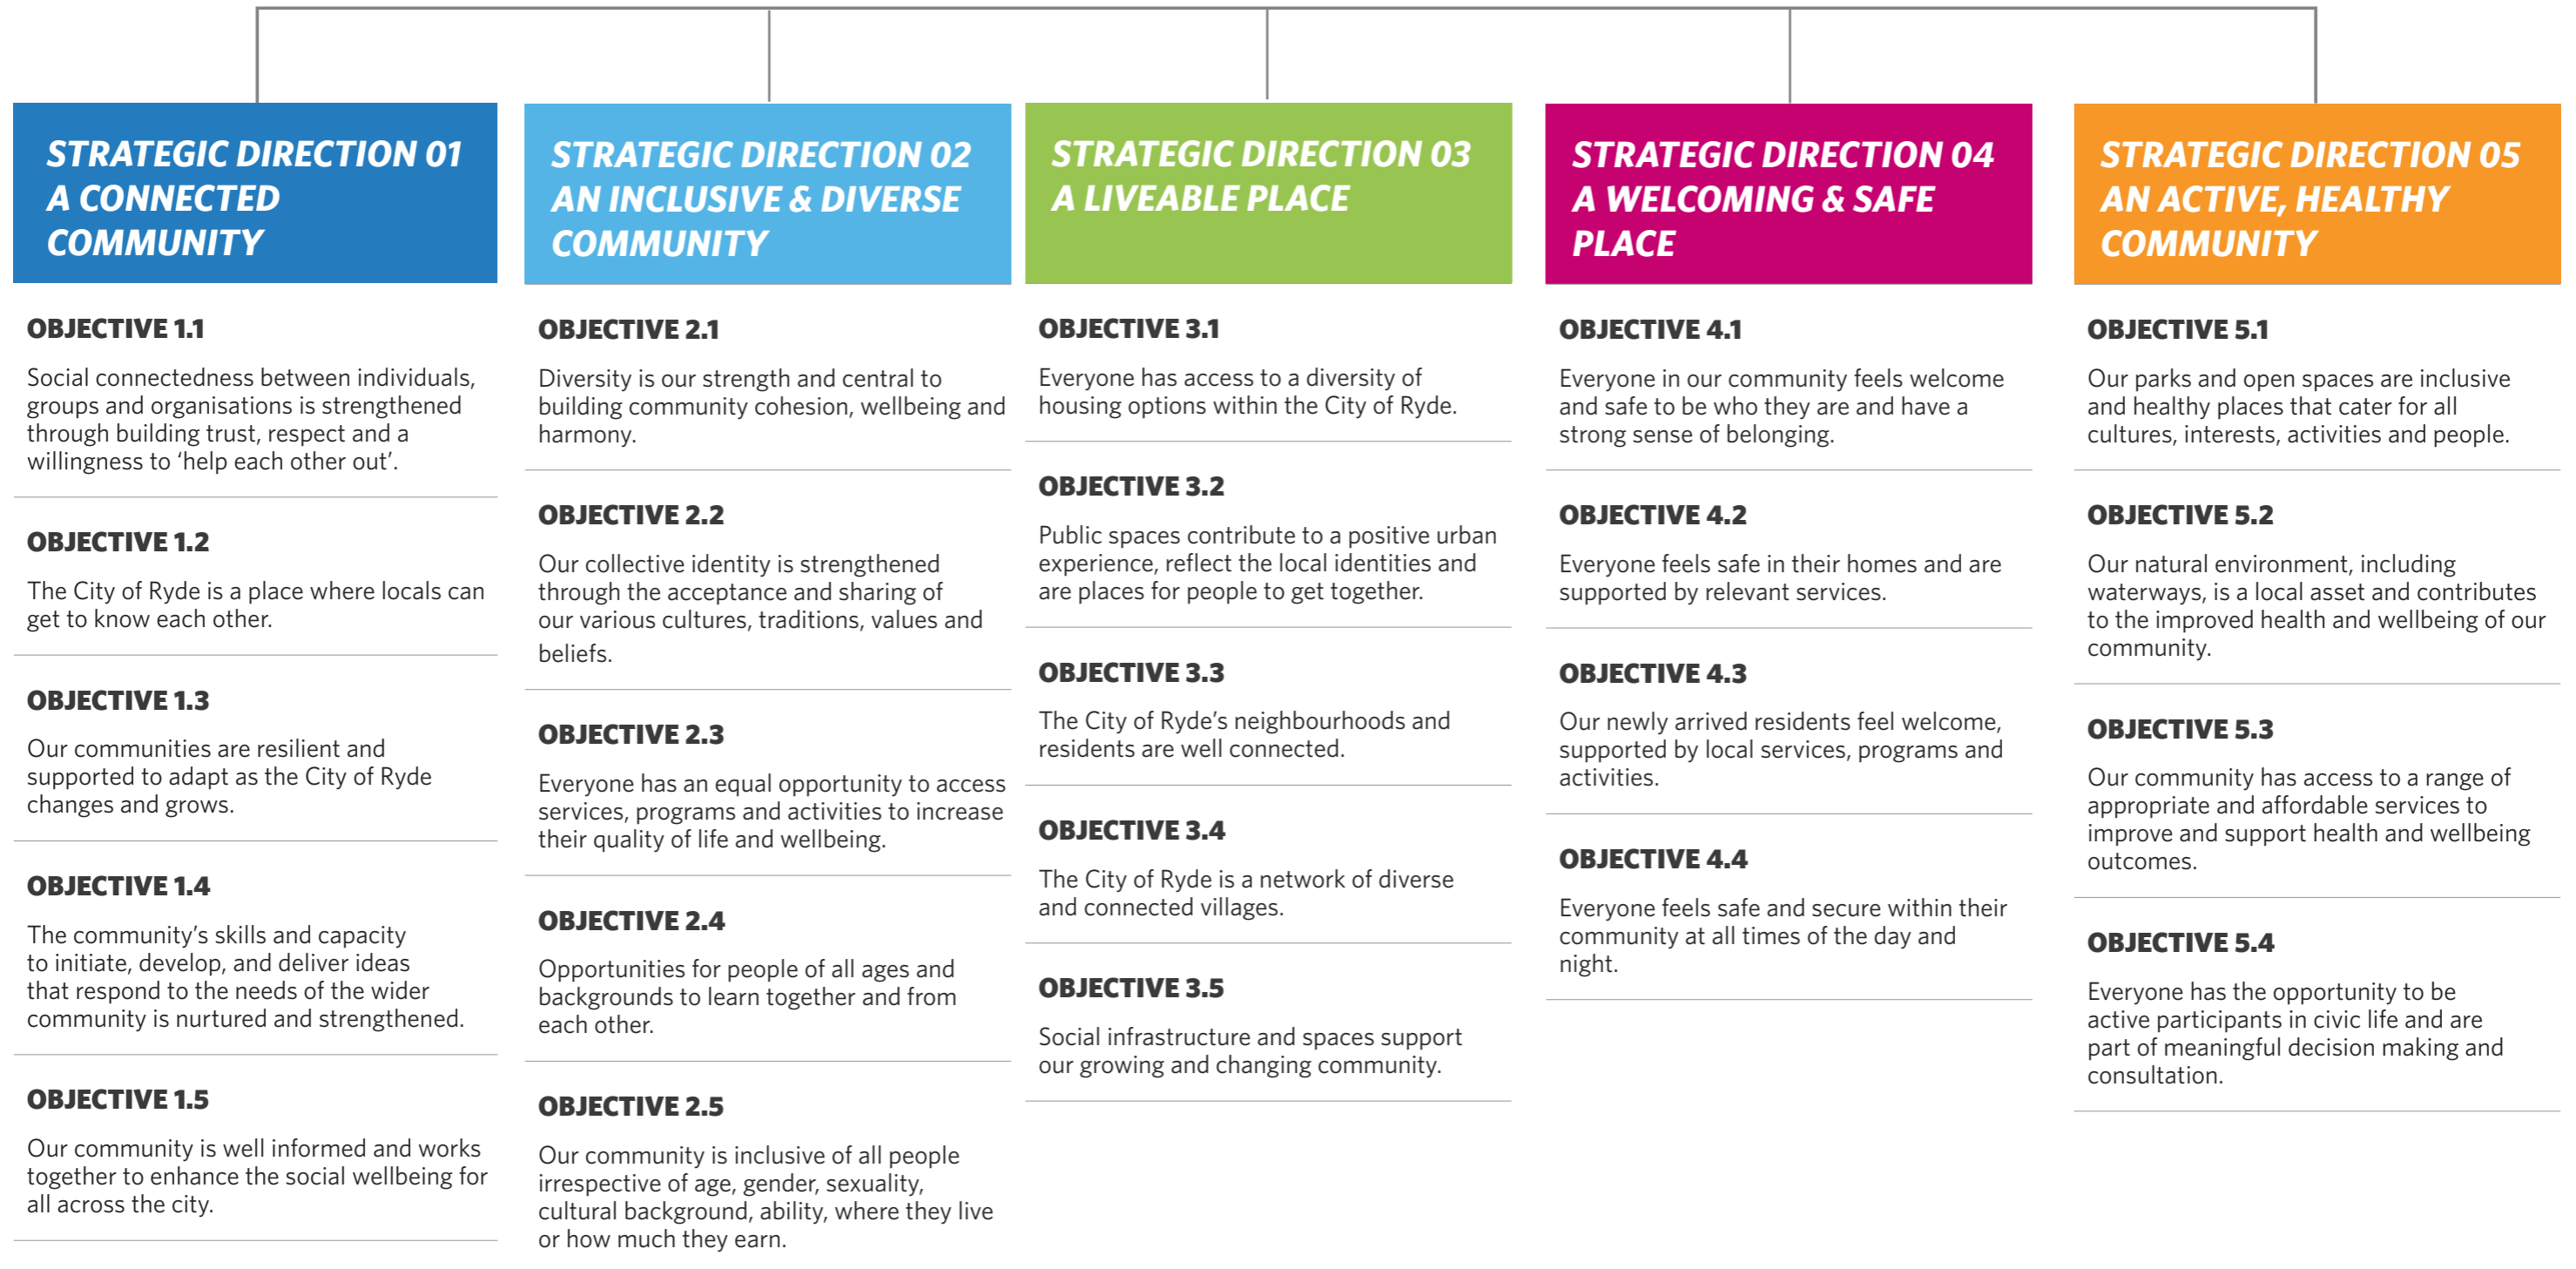 STRATEGIC DIRECTION 01
A CONNECTED
COMMUNITY
OBJECTIVE 1.1
Social connectedness between individuals,
groups and organisations is strengthened
through building trust, respect and a
willingness to ‘help each other out’.
OBJECTIVE 1.2
The City of Ryde is a place where locals can
get to know each other.
OBJECTIVE 1.3
Our communities are resilient and
supported to adapt as the City of Ryde
changes and grows.
OBJECTIVE 1.4
The community’s skills and capacity
to initiate, develop, and deliver ideas
that respond to the needs of the wider
community is nurtured and strengthened.
OBJECTIVE 1.5
Our community is well informed and works
together to enhance the social wellbeing for
all across the city.
STRATEGIC DIRECTION 02
AN INCLUSIVE & DIVERSE
COMMUNITY
OBJECTIVE 2.1
Diversity is our strength and central to
building community cohesion, wellbeing and
harmony.
OBJECTIVE 2.2
Our collective identity is strengthened
through the acceptance and sharing of
our various cultures, traditions, values and
beliefs.
OBJECTIVE 2.3
Everyone has an equal opportunity to access
services, programs and activities to increase
their quality of life and wellbeing.
OBJECTIVE 2.4
Opportunities for people of all ages and
backgrounds to learn together and from
each other.
OBJECTIVE 2.5
Our community is inclusive of all people
irrespective of age, gender, sexuality,
cultural background, ability, where they live
or how much they earn.
STRATEGIC DIRECTION 03
A LIVEABLE PLACE
OBJECTIVE 3.1
Everyone has access to a diversity of
housing options within the City of Ryde.
OBJECTIVE 3.2
Public spaces contribute to a positive urban
experience, reflect the local identities and
are places for people to get together.
OBJECTIVE 3.3
The City of Ryde’s neighbourhoods and
residents are well connected.
OBJECTIVE 3.4
The City of Ryde is a network of diverse
and connected villages.
OBJECTIVE 3.5
Social infrastructure and spaces support
our growing and changing community.
STRATEGIC DIRECTION 04
A WELCOMING & SAFE
PLACE
OBJECTIVE 4.1
Everyone in our community feels welcome
and safe to be who they are and have a
strong sense of belonging.
OBJECTIVE 4.2
Everyone feels safe in their homes and are
supported by relevant services.
OBJECTIVE 4.3
Our newly arrived residents feel welcome,
supported by local services, programs and
activities.
OBJECTIVE 4.4
Everyone feels safe and secure within their
community at all times of the day and
night.
STRATEGIC DIRECTION 05
AN ACTIVE, HEALTHY
COMMUNITY
OBJECTIVE 5.1
Our parks and open spaces are inclusive
and healthy places that cater for all
cultures, interests, activities and people.
OBJECTIVE 5.2
Our natural environment, including
waterways, is a local asset and contributes
to the improved health and wellbeing of our
community.
OBJECTIVE 5.3
Our community has access to a range of
appropriate and affordable services to
improve and support health and wellbeing
outcomes.
OBJECTIVE 5.4
Everyone has the opportunity to be
active participants in civic life and are
part of meaningful decision making and
consultation.